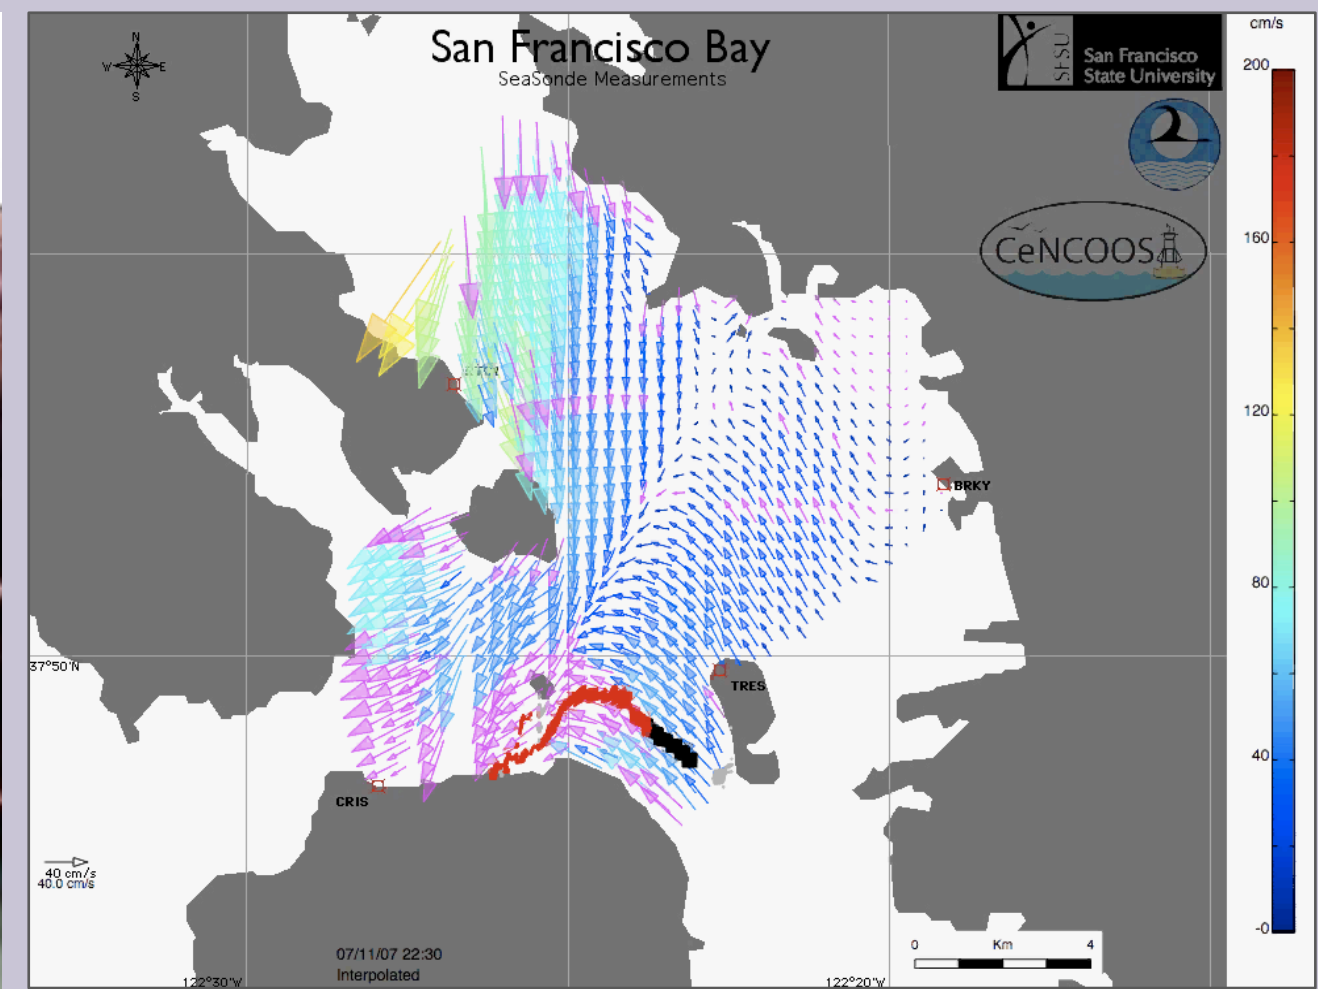 San Francisco Bay
SeaSonde Measurements
N
W
E
S
SFSU
San Francisco
State University
CeNCOOS
cm/s
200
160
120
80
40
-0
BRKY
37°50'N
TRES
CRIS
40 cm/s
40.0 cm/s
07/11/07 22:30
Interpolated
0 Km 4
122°30'W
122°20'W